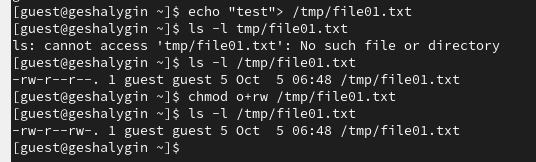 [guest@geshalygin ~]$ echo "test"> /tmp/file01.txt
[guest@geshalygin ~]$ ls -l tmp/file01.txt
ls: cannot access 'tmp/file01.txt': No such file or directory
[guest@geshalygin ~]$ ls -l /tmp/file01.txt
-rw-r--r--. 1 guest guest 5 Oct  5 06:48 /tmp/file01.txt
[guest@geshalygin ~]$ chmod o+rw /tmp/file01.txt
[guest@geshalygin ~]$ ls -l /tmp/file01.txt
-rw-r--rw-. 1 guest guest 5 Oct  5 06:48 /tmp/file01.txt
[guest@geshalygin ~]$